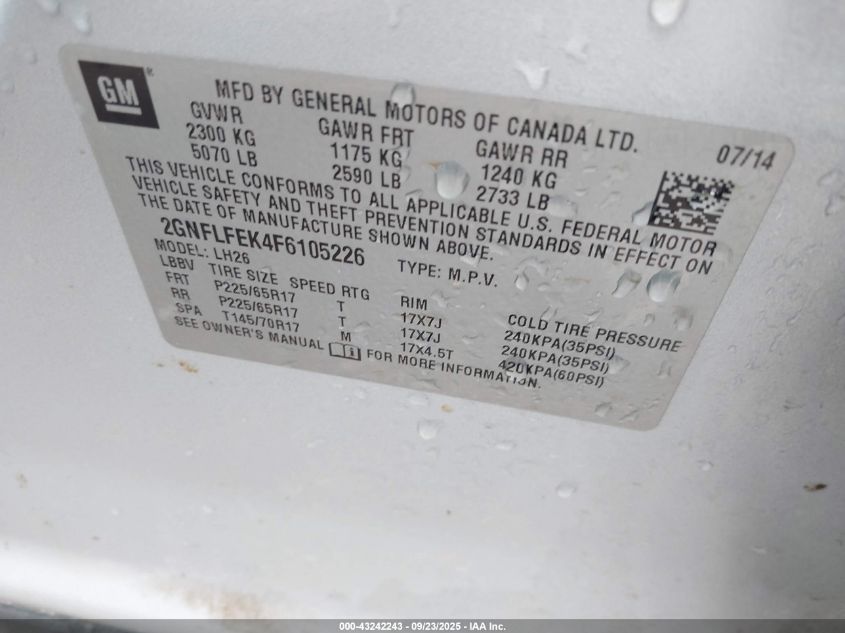 GM
MFD BY GENERAL MOTORS OF CANADA LTD.
07/14
GVWR GAWR FRT GAWR RR
2300 KG 1175 KG 1240 KG
5070 LB 2590 LB 2733 LB
THIS VEHICLE CONFORMS TO ALL APPLICABLE U.S. FEDERAL MOTOR
VEHICLE SAFETY AND THEFT PREVENTION STANDARDS IN EFFECT ON
THE DATE OF MANUFACTURE SHOWN ABOVE.
2GNFLFEK4F6105226 TYPE: M.P.V.
MODEL: LH26
LBBV TIRE SIZE SPEED RTG RIM COLD TIRE PRESSURE
FRT P225/65R17 T 17X7J 240KPA(35PSI)
RR P225/65R17 T 17X7J 240KPA(35PSI)
SPA T145/70R17 M 17X4.5T 420KPA(60PSI)
SEE OWNER'S MANUAL FOR MORE INFORMATION.
000-43242243 - 09/23/2025 - IAA Inc.